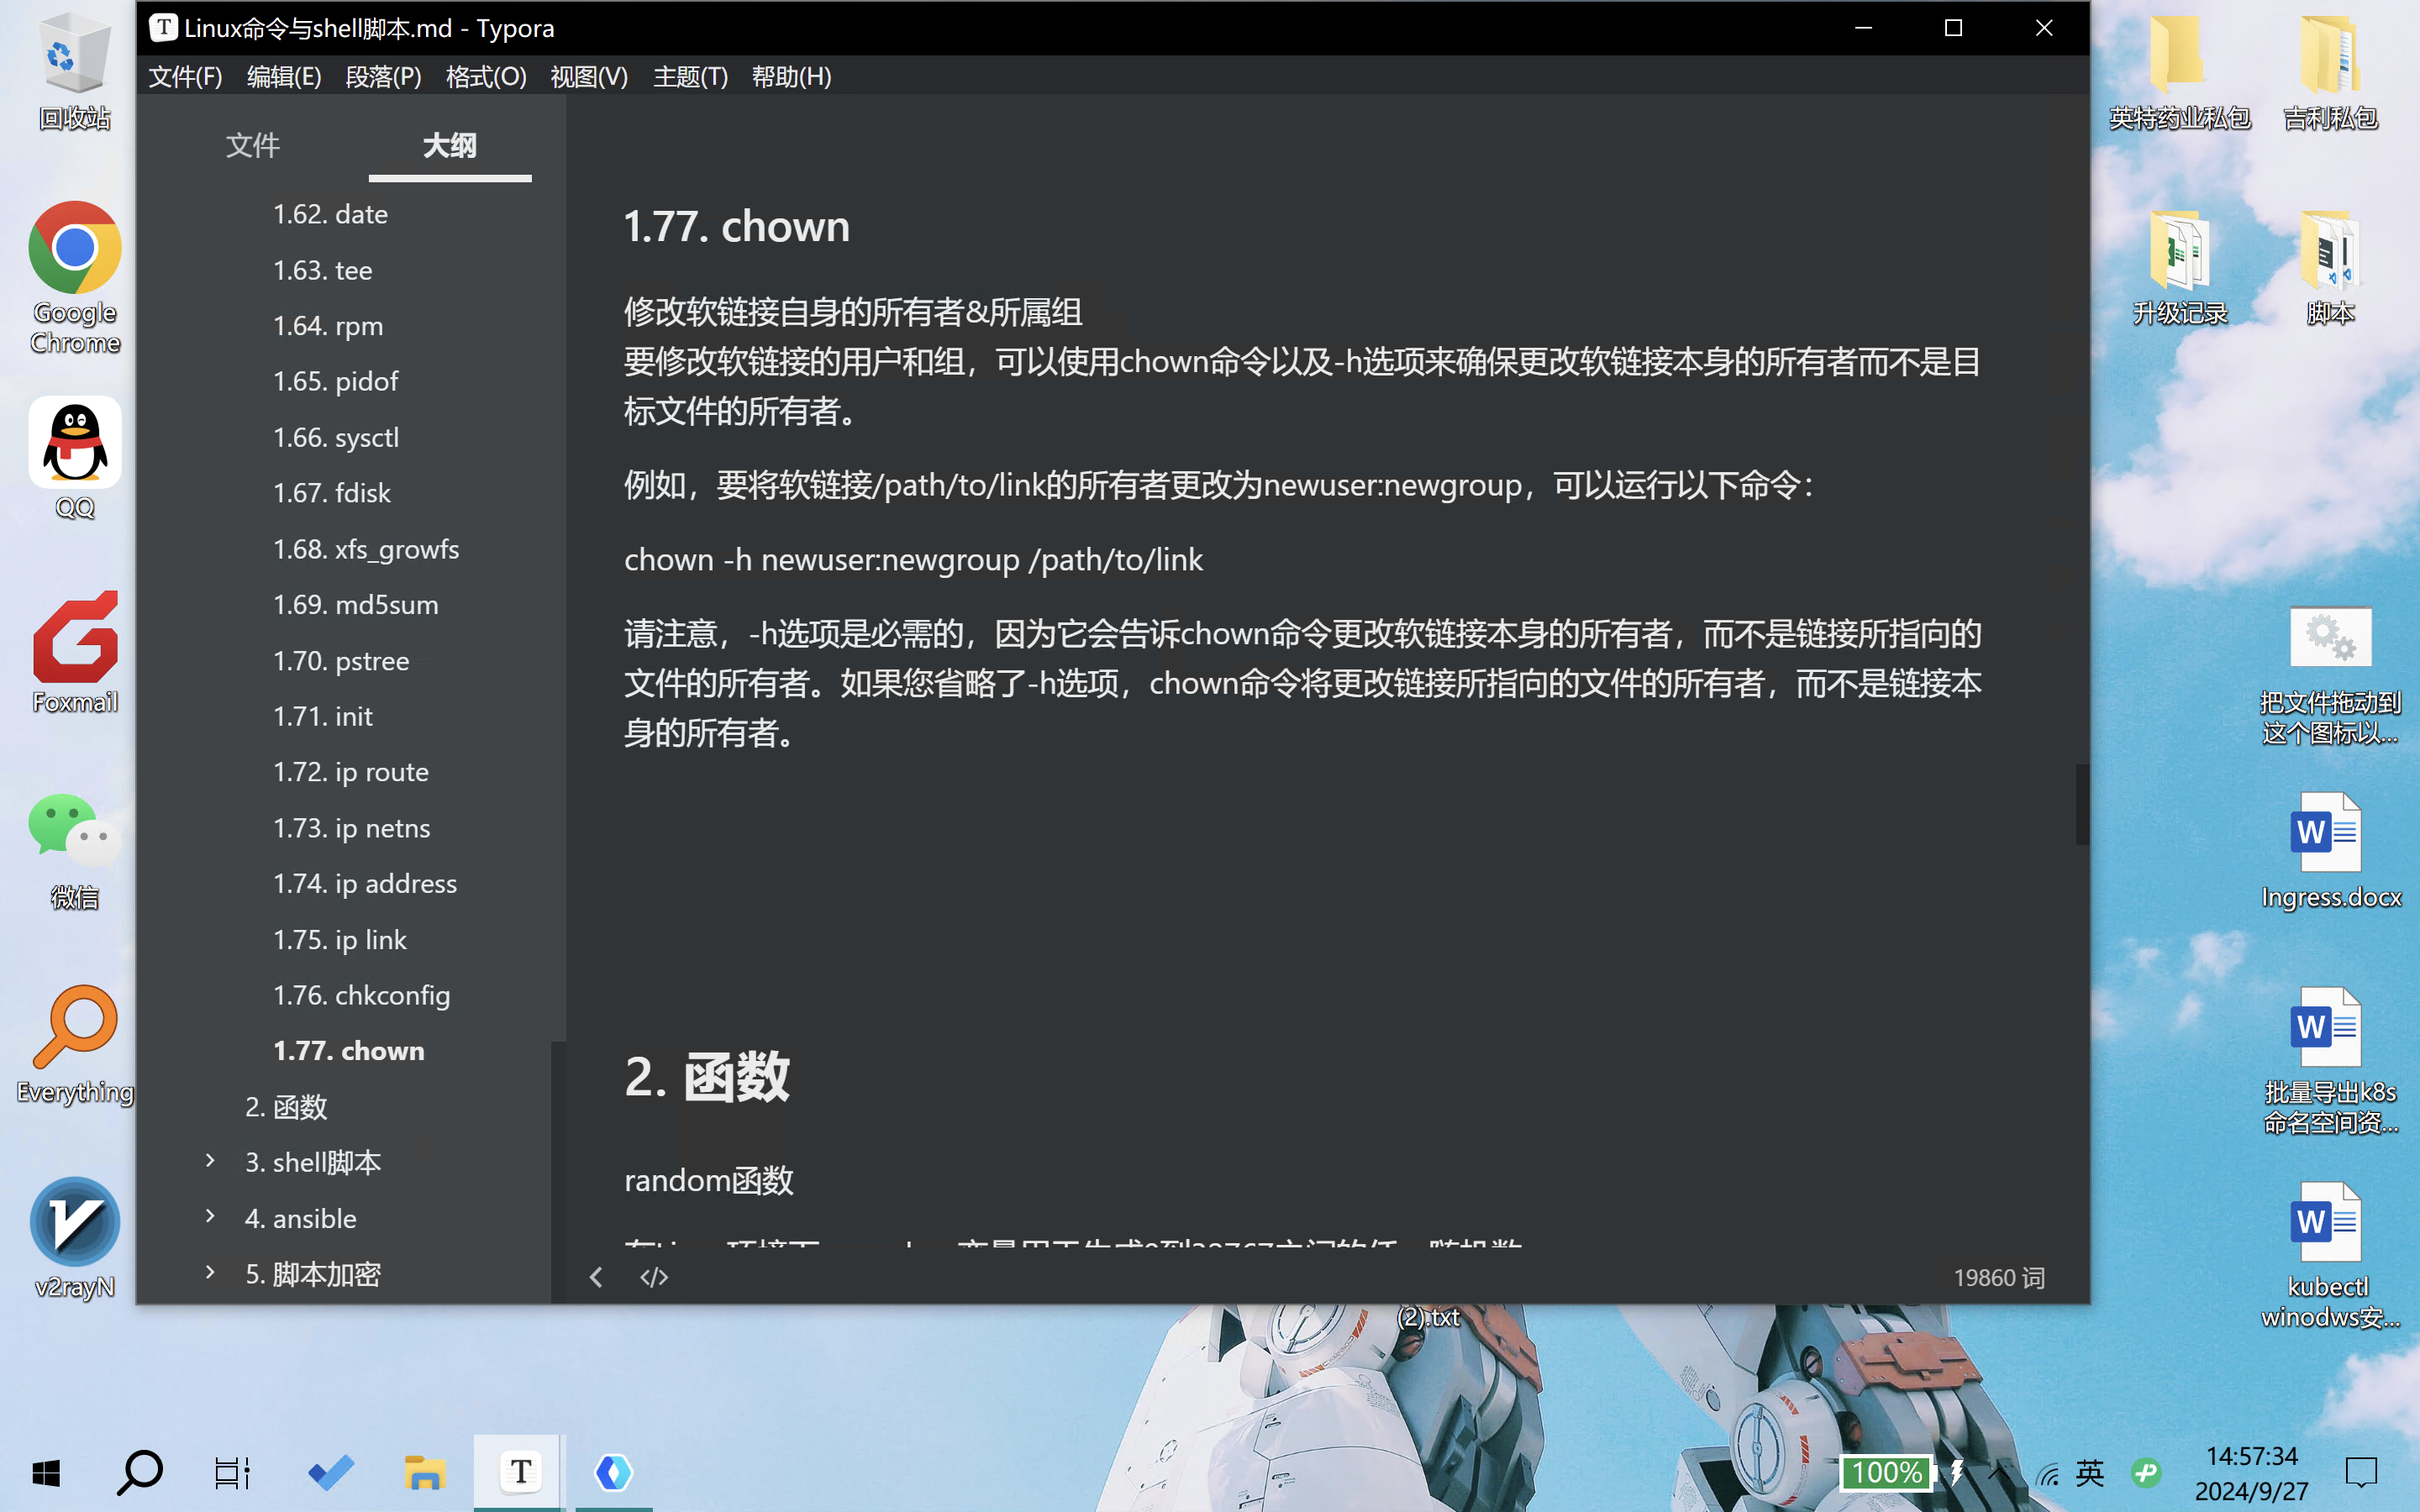 Linux命令与shell脚本.md - Typora
文件(F) 编辑(E) 段落(P) 格式(O) 视图(V) 主题(T) 帮助(H)
文件 大纲
1.62. date
1.63. tee
1.64. rpm
1.65. pidof
1.66. sysctl
1.67. fdisk
1.68. xfs_growfs
1.69. md5sum
1.70. pstree
1.71. init
1.72. ip route
1.73. ip netns
1.74. ip address
1.75. ip link
1.76. chkconfig
1.77. chown
2. 函数
3. shell脚本
4. ansible
5. 脚本加密
1.77. chown
修改软链接自身的所有者&所属组
要修改软链接的用户和组，可以使用chown命令以及-h选项来确保更改软链接本身的所有者而不是目
标文件的所有者。
例如，要将软链接/path/to/link的所有者更改为newuser:newgroup，可以运行以下命令：
chown -h newuser:newgroup /path/to/link
请注意，-h选项是必需的，因为它会告诉chown命令更改软链接本身的所有者，而不是链接所指向的
文件的所有者。如果您省略了-h选项，chown命令将更改链接所指向的文件的所有者，而不是链接本
身的所有者。
2. 函数
random函数
19860 词
回收站
Google
Chrome
QQ
Foxmail
微信
Everything
v2rayN
英特药业私包
吉利私包
升级记录
脚本
把文件拖动到
这个图标以...
Ingress.docx
批量导出k8s
命名空间资...
kubectl
winodws安...
(2).txt
100%
英
14:57:34
2024/9/27